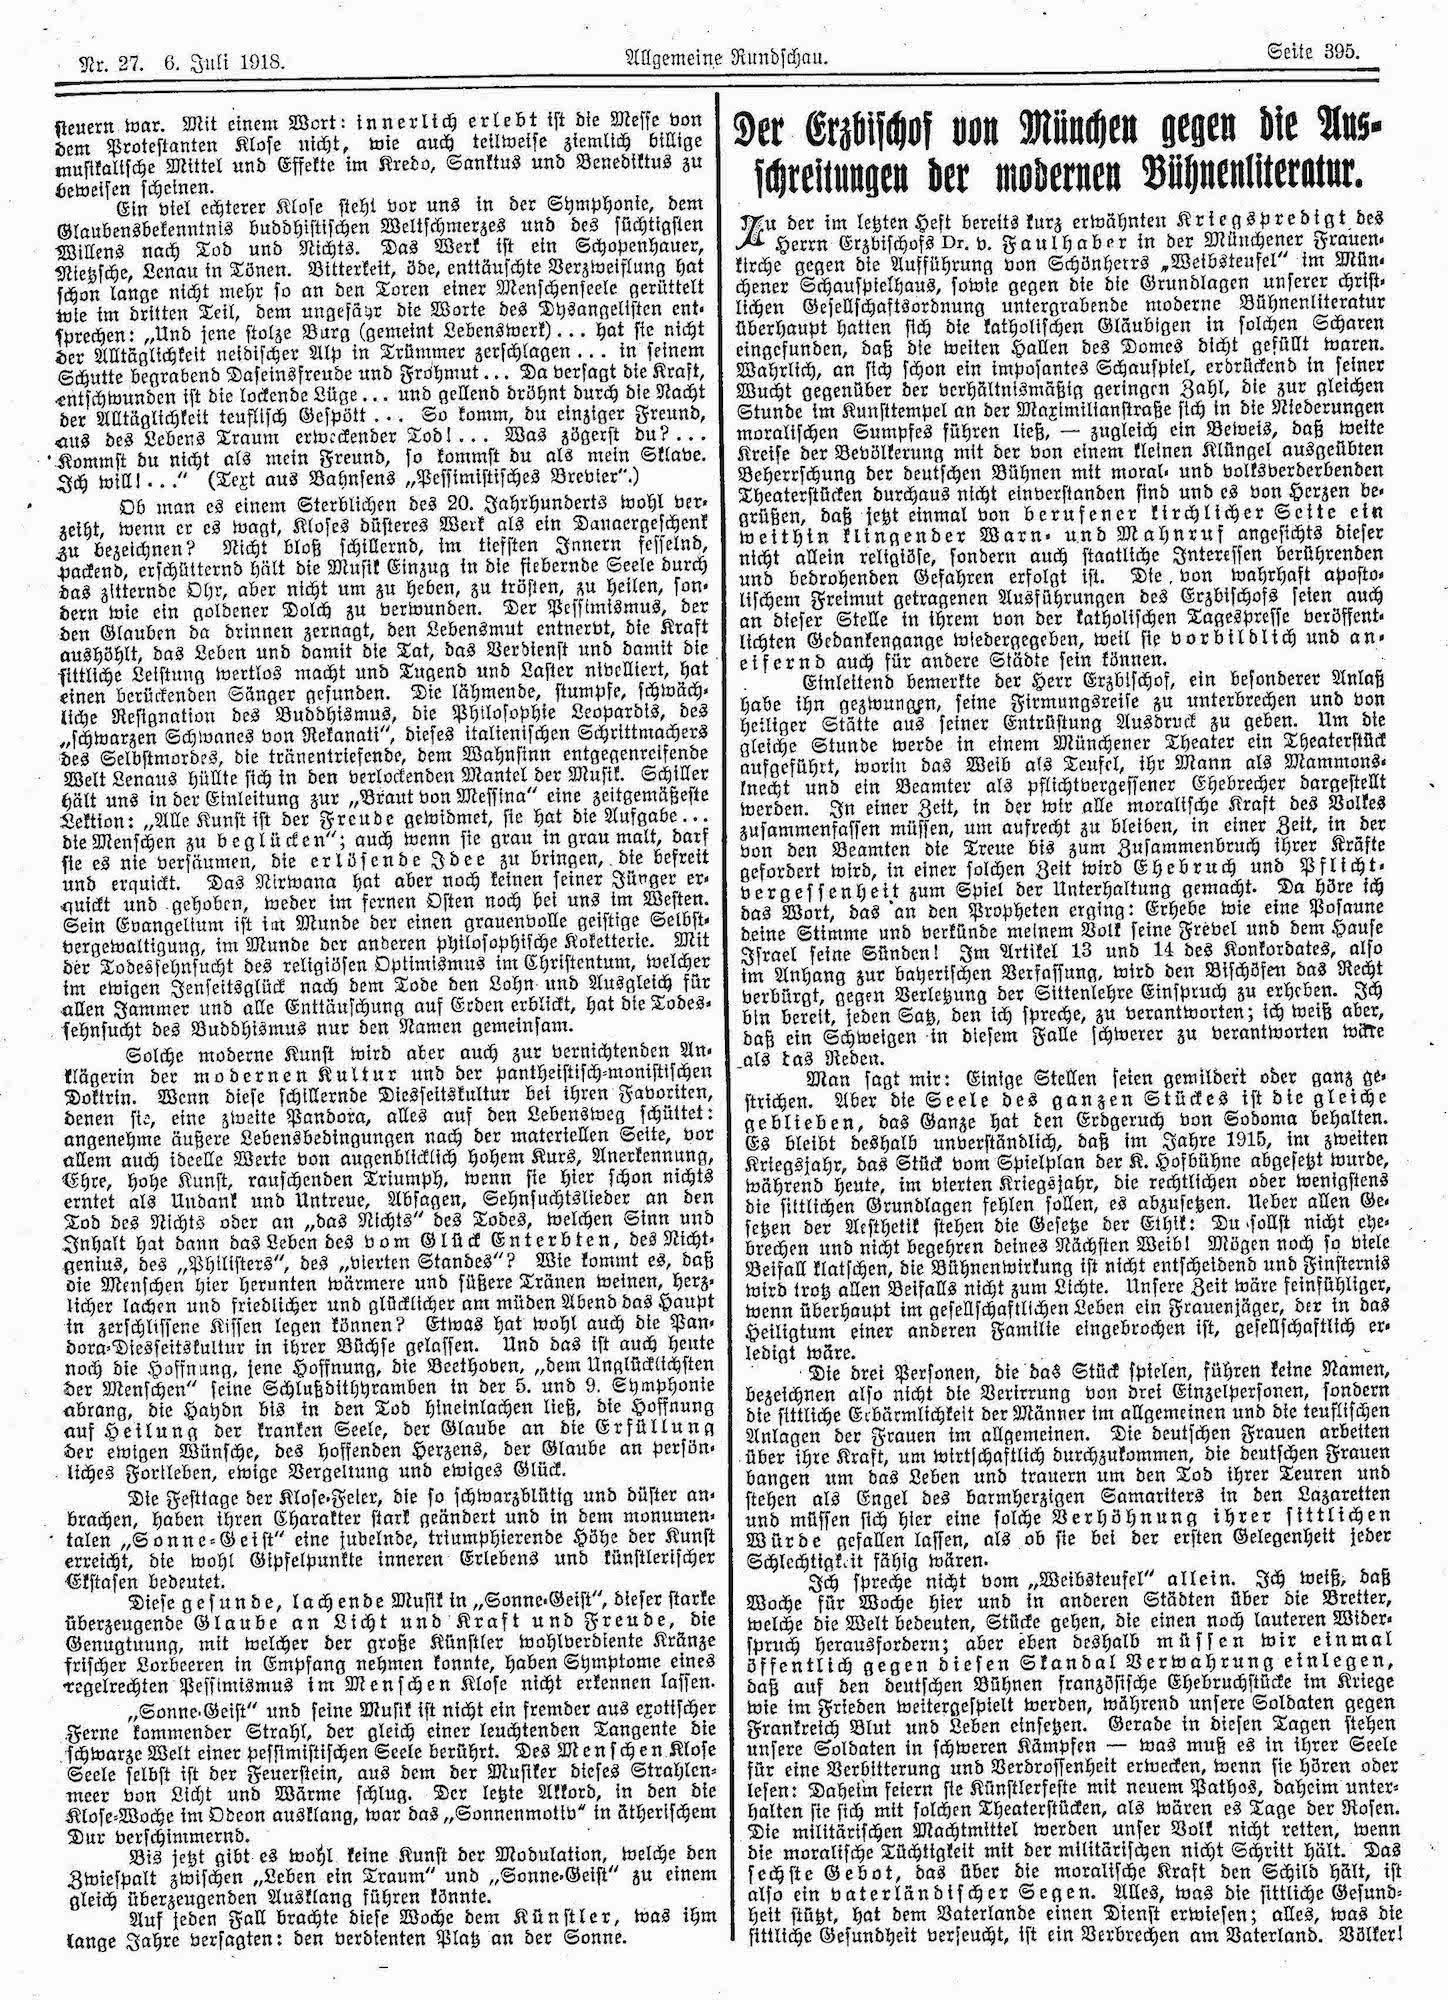 Nr. 27. 6. Juli 1918.
Allgemeine Rundschau.
Seite 395.
steuern war. Mit einem Wort: innerlich erlebt ist die Messe von
dem Protestanten Klose nicht, wie auch teilweise ziemlich billige
musikalische Mittel und Effekte im Kredo, Sanktus und Benediktus zu
beweisen scheinen.
Ein viel echterer Klose steht vor uns in der Symphonie, dem
Glaubensbekenntnis buddhistischen Weltschmerzes und des süchtigsten
Willens nach Tod und Nichts. Das Werk ist ein Schopenhauer,
Nietzsche, Lenau in Tönen. Bitterkeit, öde, enttäuschte Verzweiflung hat
schon lange nicht mehr so an den Toren einer Menschenseele gerüttelt
wie im dritten Teil, dem ungefähr die Worte des Dysangelisten ent-
sprechen: „Und jene stolze Burg (gemeint Lebenswerk) ... hat sie nicht
der Alltäglichkeit neidischer Alp in Trümmer zerschlagen ... in seinem
Schutte begrabend Daseinsfreude und Frohmut ... Da versagt die Kraft,
entschwunden ist die lockende Lüge ... und gellend dröhnt durch die Nacht
der Alltäglichkeit teuflisch Gespött ... So komm, du einziger Freund,
aus des Lebens Traum erweckender Tod! ... Was zögerst du? ...
Kommst du nicht als mein Freund, so kommst du als mein Sklave.
Ich will! ...“ (Text aus Bahnsens „Pessimistisches Brevier“.)
Ob man es einem Sterblichen des 20. Jahrhunderts wohl ver-
zeiht, wenn er es wagt, Kloses düsteres Werk als ein Danaergeschenk
zu bezeichnen? Nicht bloß schillernd, im tiefsten Innern fesselnd,
packend, erschütternd hält die Musik Einzug in die fiebernde Seele durch
das zitternde Ohr, aber nicht um zu heben, zu trösten, zu heilen, son-
dern wie ein goldener Dolch zu verwunden. Der Pessimismus, der
den Glauben da drinnen zernagt, den Lebensmut entnervt, die Kraft
aushöhlt, das Leben und damit die Tat, das Verdienst und damit die
sittliche Leistung wertlos macht und Tugend und Laster nivelliert, hat
einen berückenden Sänger gefunden. Die lähmende, stumpfe, schwäch-
liche Resignation des Buddhismus, die Philosophie Leopardis, des
„schwarzen Schwanes von Rekanati“, dieses italienischen Schrittmachers
des Selbstmordes, die tränentriefende, dem Wahnsinn entgegenreifende
Welt Lenaus hüllte sich in den verlockenden Mantel der Musik. Schiller
hält uns in der Einleitung zur „Braut von Messina“ eine zeitgemäßeste
Lektion: „Alle Kunst ist der Freude gewidmet, sie hat die Aufgabe ...
die Menschen zu beglücken“; auch wenn sie grau in grau malt, darf
sie es nie versäumen, die erlösende Idee zu bringen, die befreit
und erquickt. Das Nirwana hat aber noch keinen seiner Jünger er-
quickt und gehoben, weder im fernen Osten noch bei uns im Westen.
Sein Evangelium ist im Munde der einen grauenvolle geistige Selbst-
vergewaltigung, im Munde der anderen philosophische Koketterie. Mit
der Todessehnsucht des religiösen Optimismus im Christentum, welcher
im ewigen Jenseitsglück nach dem Tode den Lohn und Ausgleich für
allen Jammer und alle Enttäuschung auf Erden erblickt, hat die Todes-
sehnsucht des Buddhismus nur den Namen gemeinsam.
Solche moderne Kunst wird aber auch zur vernichtenden An-
klägerin der modernen Kultur und der pantheistisch-monistischen
Doktrin. Wenn diese schillernde Diesseitskultur bei ihren Favoriten,
denen sie, eine zweite Pandora, alles auf den Lebensweg schüttet:
angenehme äußere Lebensbedingungen nach der materiellen Seite, vor
allem auch ideelle Werte von augenblicklich hohem Kurs, Anerkennung,
Ehre, hohe Kunst, rauschenden Triumph, wenn sie hier schon nichts
erntet als Undank und Untreue, Absagen, Sehnsuchtslieder an den
Tod des Nichts oder an „das Nichts“ des Todes, welchen Sinn und
Inhalt hat dann das Leben des vom Glück Enterbten, des Nicht-
genius, des „Philisters“, des „vierten Standes“? Wie kommt es, daß
die Menschen hier herunten wärmere und süßere Tränen weinen, herz-
licher lachen und friedlicher und glücklicher am müden Abend das Haupt
in zerschlissene Kissen legen können? Etwas hat wohl auch die Pan-
dora-Diesseitskultur in ihrer Büchse gelassen. Und das ist auch heute
noch die Hoffnung, jene Hoffnung, die Beethoven, „dem Unglücklichsten
der Menschen“ seine Schlußdithyramben in der 5. und 9. Symphonie
abrang, die Haydn bis in den Tod hineinlachen ließ, die Hoffnung
auf Heilung der kranken Seele, der Glaube an die Erfüllung
der ewigen Wünsche, des hoffenden Herzens, der Glaube an persön-
liches Fortleben, ewige Vergeltung und ewiges Glück.
Die Festtage der Klose-Feier, die so schwarzblütig und düster an-
brachen, haben ihren Charakter stark geändert und in dem monumen-
talen „Sonne-Geist“ eine jubelnde, triumphierende Höhe der Kunst
erreicht, die wohl Gipfelpunkte inneren Erlebens und künstlerischer
Ekstasen bedeutet.
Diese gesunde, lachende Musik in „Sonne-Geist“, dieser starke
überzeugende Glaube an Licht und Kraft und Freude, die
Genugtuung, mit welcher der große Künstler wohlverdiente Kränze
frischer Lorbeeren in Empfang nehmen konnte, haben Symptome eines
regelrechten Pessimismus im Menschen Klose nicht erkennen lassen.
„Sonne-Geist“ und seine Musik ist nicht ein fremder aus exotischer
Ferne kommender Strahl, der gleich einer leuchtenden Tangente die
schwarze Welt einer pessimistischen Seele berührt. Des Menschen Klose
Seele selbst ist der Feuerstein, aus dem der Musiker dieses Strahlen-
meer von Licht und Wärme schlug. Der letzte Akkord, in den die
Klose-Woche im Odeon ausklang, war das „Sonnenmotiv“ in ätherischem
Dur verschimmernd.
Bis jetzt gibt es wohl keine Kunst der Modulation, welche den
Zwiespalt zwischen „Leben ein Traum“ und „Sonne-Geist“ zu einem
gleich überzeugenden Ausklang führen könnte.
Auf jeden Fall brachte diese Woche dem Künstler, was ihm
lange Jahre versagten: den verdienten Platz an der Sonne.
Der Erzbischof von München gegen die Aus-
schreitungen der modernen Bühnenliteratur.
Zu der im letzten Heft bereits kurz erwähnten Kriegspredigt des
Herrn Erzbischofs Dr. v. Faulhaber in der Münchener Frauen-
kirche gegen die Aufführung von Schönherrs „Weibsteufel“ im Mün-
chener Schauspielhaus, sowie gegen die die Grundlagen unserer christ-
lichen Gesellschaftsordnung untergrabende moderne Bühnenliteratur
überhaupt hatten sich die katholischen Gläubigen in solchen Scharen
eingefunden, daß die weiten Hallen des Domes dicht gefüllt waren.
Wahrlich, an sich schon ein imposantes Schauspiel, erdrückend in seiner
Wucht gegenüber der verhältnismäßig geringen Zahl, die zur gleichen
Stunde im Kunsttempel an der Maximilianstraße sich in die Niederungen
moralischen Sumpfes führen ließ, — zugleich ein Beweis, daß weite
Kreise der Bevölkerung mit der von einem kleinen Klüngel ausgeübten
Beherrschung der deutschen Bühnen mit moral- und volksverderbenden
Theaterstücken durchaus nicht einverstanden sind und es von Herzen be-
grüßen, daß jetzt einmal von berufener kirchlicher Seite ein
weithin klingender Warn- und Mahnruf angesichts dieser
nicht allein religiöse, sondern auch staatliche Interessen berührenden
und bedrohenden Gefahren erfolgt ist. Die von wahrhaft aposto-
lischem Freimut getragenen Ausführungen des Erzbischofs seien auch
an dieser Stelle in ihrem von der katholischen Tagespresse veröffent-
lichten Gedankengange wiedergegeben, weil sie vorbildlich und an-
eifernd auch für andere Städte sein können.
Einleitend bemerkte der Herr Erzbischof, ein besonderer Anlaß
habe ihn gezwungen, seine Firmungsreise zu unterbrechen und von
heiliger Stätte aus seiner Entrüstung Ausdruck zu geben. Um die
gleiche Stunde werde in einem Münchener Theater ein Theaterstück
aufgeführt, worin das Weib als Teufel, ihr Mann als Mammons-
knecht und ein Beamter als pflichtvergessener Ehebrecher dargestellt
werden. In einer Zeit, in der wir alle moralische Kraft des Volkes
zusammenfassen müssen, um aufrecht zu bleiben, in einer Zeit, in der
von den Beamten die Treue bis zum Zusammenbruch ihrer Kräfte
gefordert wird, in einer solchen Zeit wird Ehebruch und Pflicht-
vergessenheit zum Spiel der Unterhaltung gemacht. Da höre ich
das Wort, das an den Propheten erging: Erhebe wie eine Posaune
deine Stimme und verkünde meinem Volk seine Frevel und dem Hause
Israel seine Sünden! Im Artikel 13 und 14 des Konkordates, also
im Anhang zur bayerischen Verfassung, wird den Bischöfen das Recht
verbürgt, gegen Verletzung der Sittenlehre Einspruch zu erheben. Ich
bin bereit, jeden Satz, den ich spreche, zu verantworten; ich weiß aber,
daß ein Schweigen in diesem Falle schwerer zu verantworten wäre
als das Reden.
Man sagt mir: Einige Stellen seien gemildert oder ganz ge-
strichen. Aber die Seele des ganzen Stückes ist die gleiche
geblieben, das Ganze hat den Erdgeruch von Sodoma behalten.
Es bleibt deshalb unverständlich, daß im Jahre 1915, im zweiten
Kriegsjahr, das Stück vom Spielplan der K. Hofbühne abgesetzt wurde,
während heute, im vierten Kriegsjahr, die rechtlichen oder wenigstens
die sittlichen Grundlagen fehlen sollen, es abzusetzen. Ueber allen Ge-
setzen der Aesthetik stehen die Gesetze der Ethik: Du sollst nicht ehe-
brechen und nicht begehren deines Nächsten Weib! Mögen noch so viele
Beifall klatschen, die Bühnenwirkung ist nicht entscheidend und Finsternis
wird trotz allen Beifalls nicht zum Lichte. Unsere Zeit wäre feinfühliger,
wenn überhaupt im gesellschaftlichen Leben ein Frauenjäger, der in das
Heiligtum einer anderen Familie eingebrochen ist, gesellschaftlich er-
ledigt wäre.
Die drei Personen, die das Stück spielen, führen keine Namen,
bezeichnen also nicht die Verirrung von drei Einzelpersonen, sondern
die sittliche Erbärmlichkeit der Männer im allgemeinen und die teuflischen
Anlagen der Frauen im allgemeinen. Die deutschen Frauen arbeiten
über ihre Kraft, um wirtschaftlich durchzukommen, die deutschen Frauen
bangen um das Leben und trauern um den Tod ihrer Teuren und
stehen als Engel des barmherzigen Samariters in den Lazaretten
und müssen sich hier eine solche Verhöhnung ihrer sittlichen
Würde gefallen lassen, als ob sie bei der ersten Gelegenheit jeder
Schlechtigkeit fähig wären.
Ich spreche nicht vom „Weibsteufel“ allein. Ich weiß, daß
Woche für Woche hier und in anderen Städten über die Bretter,
welche die Welt bedeuten, Stücke gehen, die einen noch lauteren Wider-
spruch herausfordern; aber eben deshalb müssen wir einmal
öffentlich gegen diesen Skandal Verwahrung einlegen,
daß auf den deutschen Bühnen französische Ehebruchstücke im Kriege
wie im Frieden weitergespielt werden, während unsere Soldaten gegen
Frankreich Blut und Leben einsetzen. Gerade in diesen Tagen stehen
unsere Soldaten in schweren Kämpfen — was muß es in ihrer Seele
für eine Verbitterung und Verdrossenheit erwecken, wenn sie hören oder
lesen: Daheim feiern sie Künstlerfeste mit neuem Pathos, daheim unter-
halten sie sich mit solchen Theaterstücken, als wären es Tage der Rosen.
Die militärischen Machtmittel werden unser Volk nicht retten, wenn
die moralische Tüchtigkeit mit der militärischen nicht Schritt hält. Das
sechste Gebot, das über die moralische Kraft den Schild hält, ist
also ein vaterländischer Segen. Alles, was die sittliche Gesund-
heit stützt, hat dem Vaterlande einen Dienst erwiesen; alles, was die
sittliche Gesundheit verseucht, ist ein Verbrechen am Vaterland. Völker!